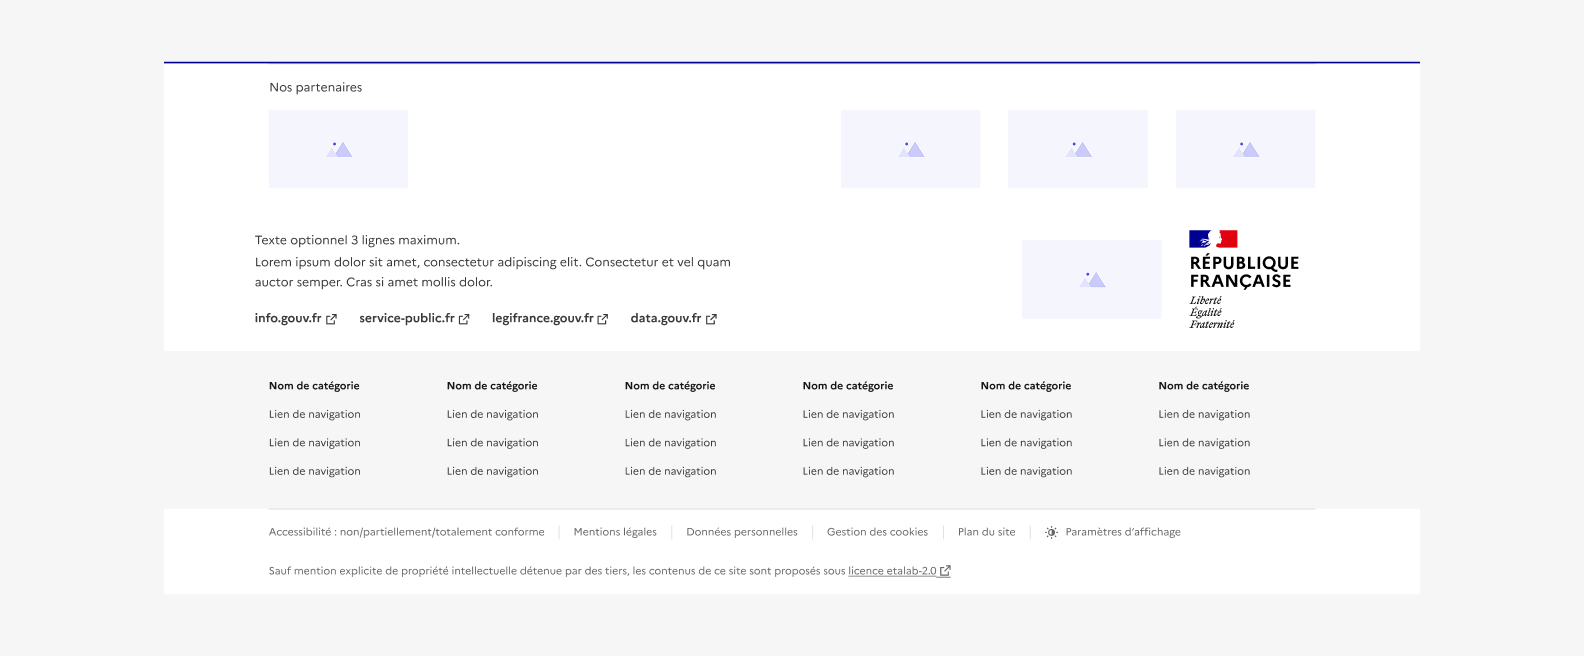 Nos partenaires
Texte optionnel 3 lignes maximum.
Lorem ipsum dolor sit amet, consectetur adipiscing elit. Consectetur et vel quam
auctor semper. Cras si amet mollis dolor.
RÉPUBLIQUE
FRANÇAISE
Liberté
Égalité
Fraternité
info.gouv.fr service-public.fr legifrance.gouv.fr data.gouv.fr
Nom de catégorie Nom de catégorie Nom de catégorie Nom de catégorie Nom de catégorie Nom de catégorie
Lien de navigation Lien de navigation Lien de navigation Lien de navigation Lien de navigation Lien de navigation
Lien de navigation Lien de navigation Lien de navigation Lien de navigation Lien de navigation Lien de navigation
Lien de navigation Lien de navigation Lien de navigation Lien de navigation Lien de navigation Lien de navigation
Accessibilité : non/partiellement/totalement conforme Mentions légales Données personnelles Gestion des cookies Plan du site Paramètres d’affichage
Sauf mention explicite de propriété intellectuelle détenue par des tiers, les contenus de ce site sont proposés sous licence etalab-2.0